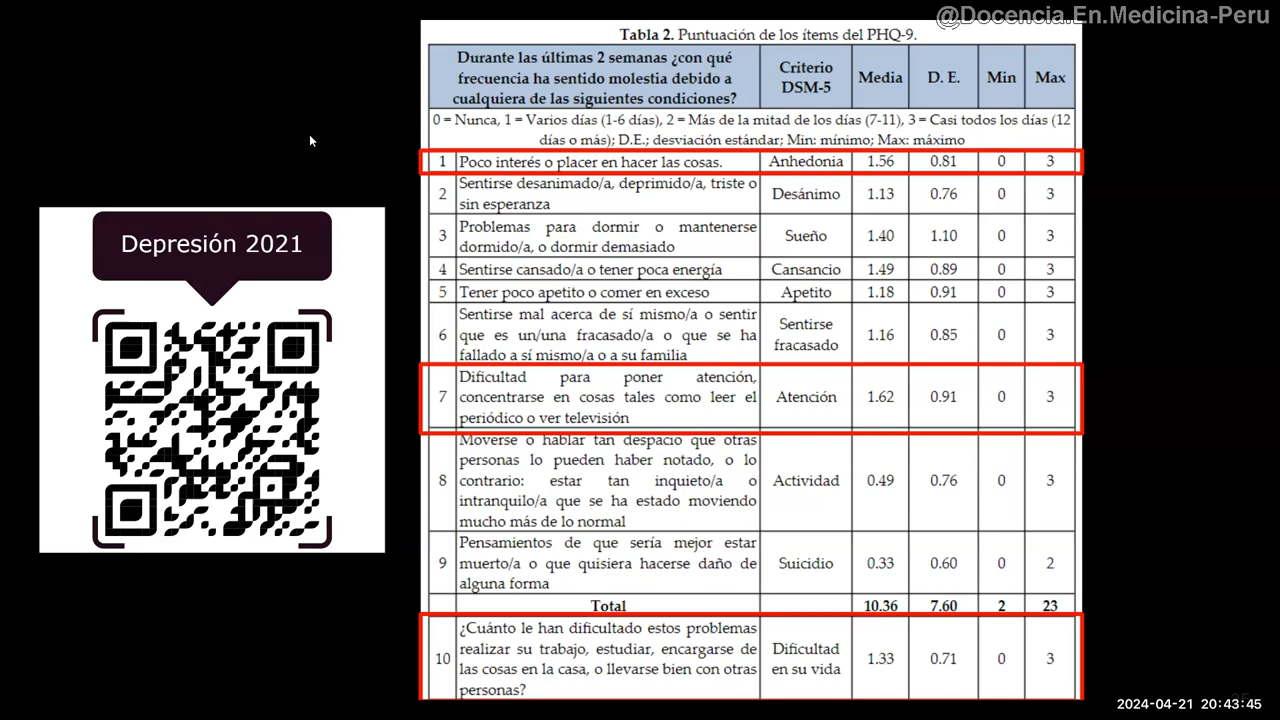 @Docencia.En.Medicina-Peru
Tabla 2. Puntuación de los ítems del PHQ-9.
Durante las últimas 2 semanas ¿con qué
frecuencia ha sentido molestia debido a
cualquiera de las siguientes condiciones?
Criterio
DSM-5
Media
D. E.
Min
Max
0 = Nunca, 1 = Varios días (1-6 días), 2 = Más de la mitad de los días (7-11), 3 = Casi todos los días (12
días o más); D.E.; desviación estándar; Min: mínimo; Max: máximo
1 Poco interés o placer en hacer las cosas. Anhedonia 1.56 0.81 0 3
2 Sentirse desanimado/a, deprimido/a, triste o
sin esperanza
Desánimo 1.13 0.76 0 3
3 Problemas para dormir o mantenerse
dormido/a, o dormir demasiado
Sueño 1.40 1.10 0 3
4 Sentirse cansado/a o tener poca energía Cansancio 1.49 0.89 0 3
5 Tener poco apetito o comer en exceso Apetito 1.18 0.91 0 3
6 Sentirse mal acerca de sí mismo/a o sentir
que es un/una fracasado/a o que se ha
fallado a sí mismo/a o a su familia
Sentirse
fracasado
1.16 0.85 0 3
7 Dificultad para poner atención,
concentrarse en cosas tales como leer el
periódico o ver televisión
Atención 1.62 0.91 0 3
8 Moverse o hablar tan despacio que otras
personas lo pueden haber notado, o lo
contrario: estar tan inquieto/a o
intranquilo/a que se ha estado moviendo
mucho más de lo normal
Actividad 0.49 0.76 0 3
9 Pensamientos de que sería mejor estar
muerto/a o que quisiera hacerse daño de
alguna forma
Suicidio 0.33 0.60 0 2
Total 10.36 7.60 2 23
10 ¿Cuánto le han dificultado estos problemas
realizar su trabajo, estudiar, encargarse de
las cosas en la casa, o llevarse bien con otras
personas?
Dificultad
en su vida
1.33 0.71 0 3
Depresión 2021
2024-04-21 20:43:45